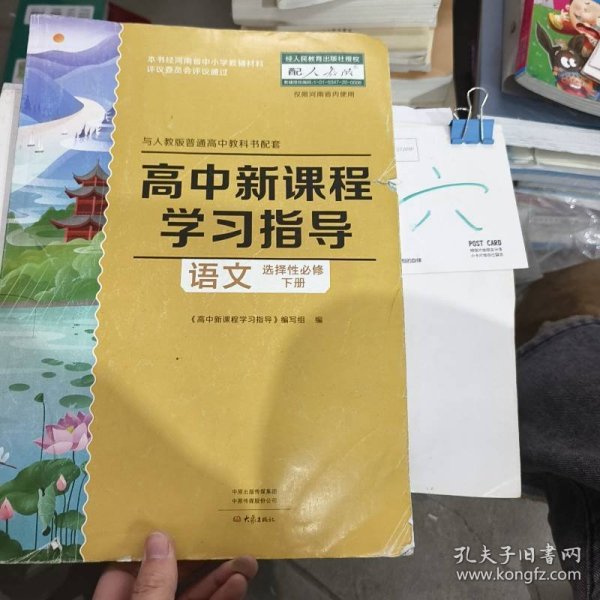 本书经河南省中小学教辅材料
评议委员会评议通过
经人民教育出版社授权
配人教版
仅限河南省内使用
与人教版普通高中教科书配套
高中新课程
学习指导
语文
选择性必修
下册
《高中新课程学习指导》编写组 编
中原出版传媒集团
中原传媒股份公司
大象出版社
六
POST CARD
孔夫子旧书网
www.kongfz.com